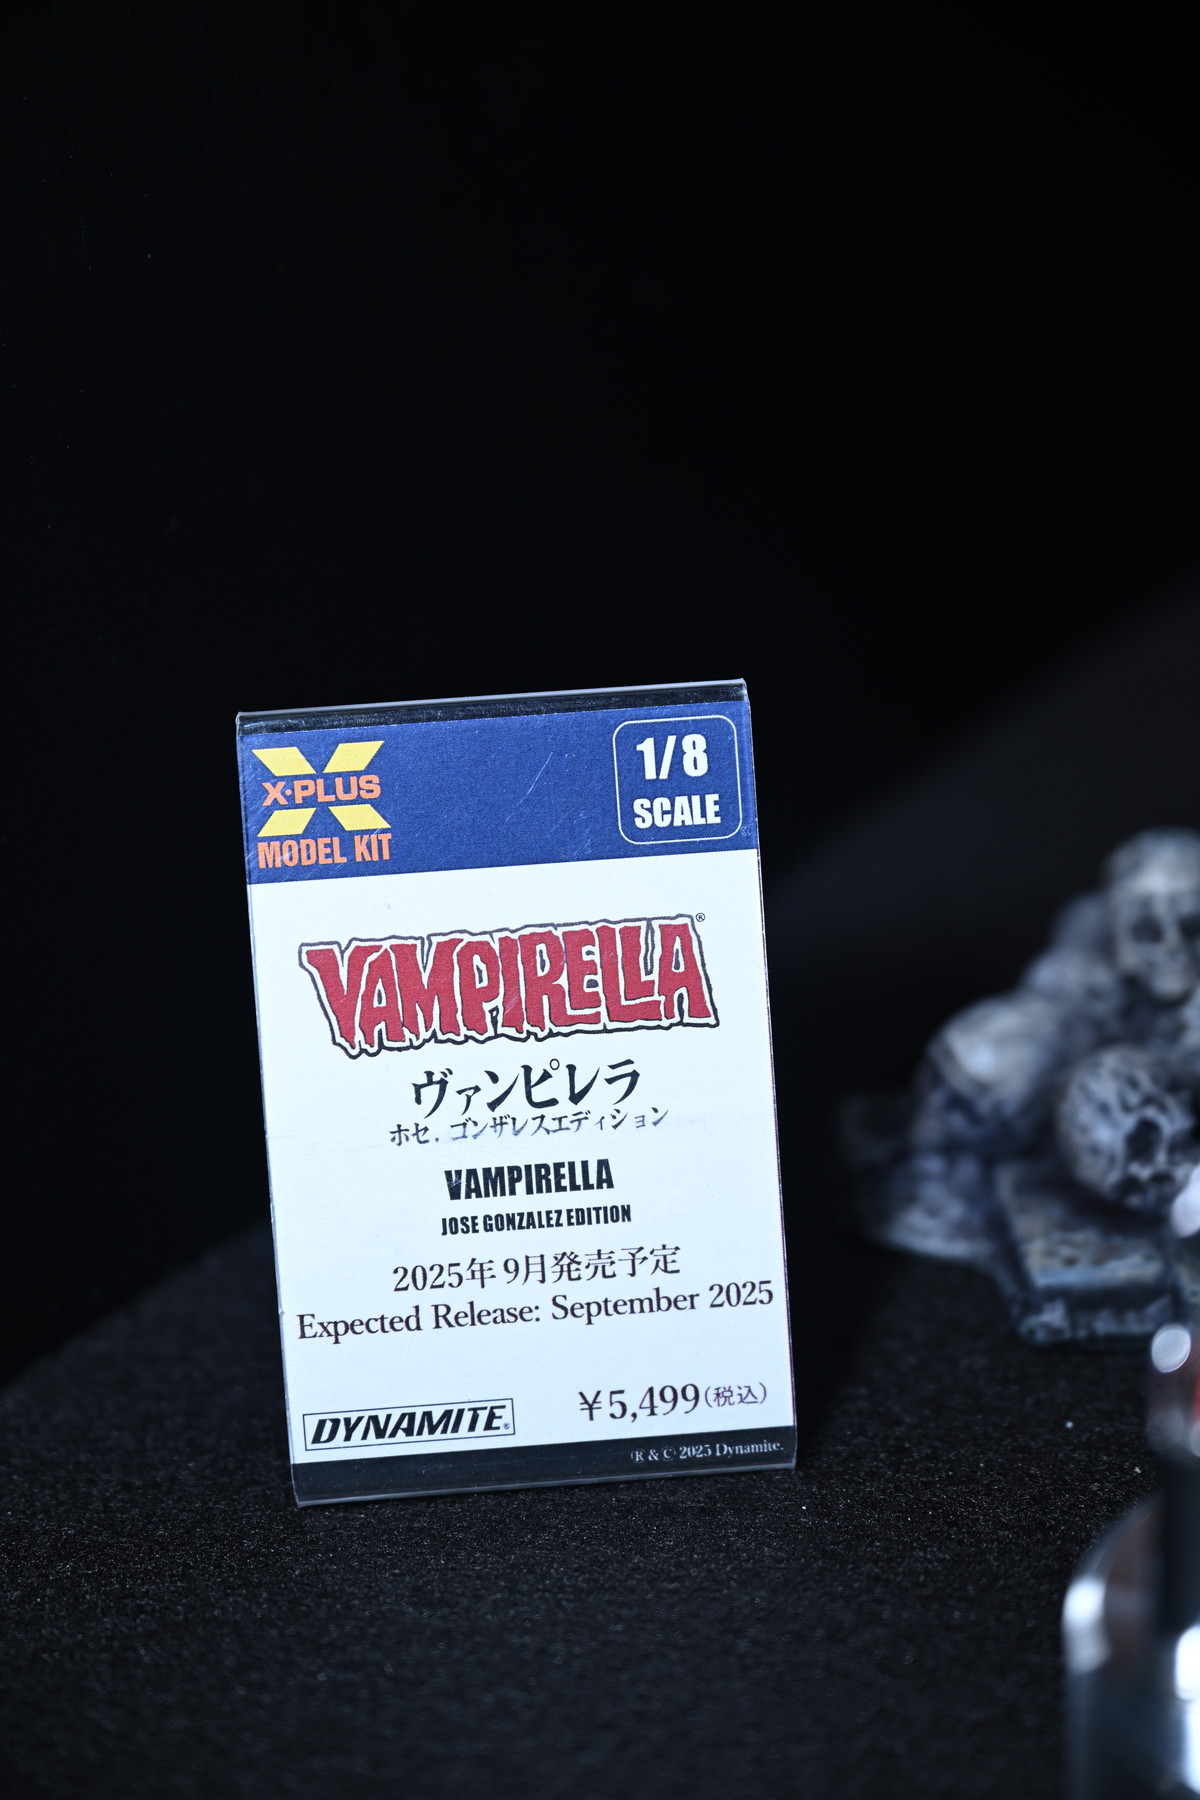 X·PLUS
MODEL KIT
1/8
SCALE
VAMPIRELLA®
ヴァンピレラ
ホセ．ゴンザレスエディション
VAMPIRELLA
JOSE GONZALEZ EDITION
2025年9月発売予定
Expected Release: September 2025
¥5,499(税込)
DYNAMITE®
® & © 2025 Dynamite.